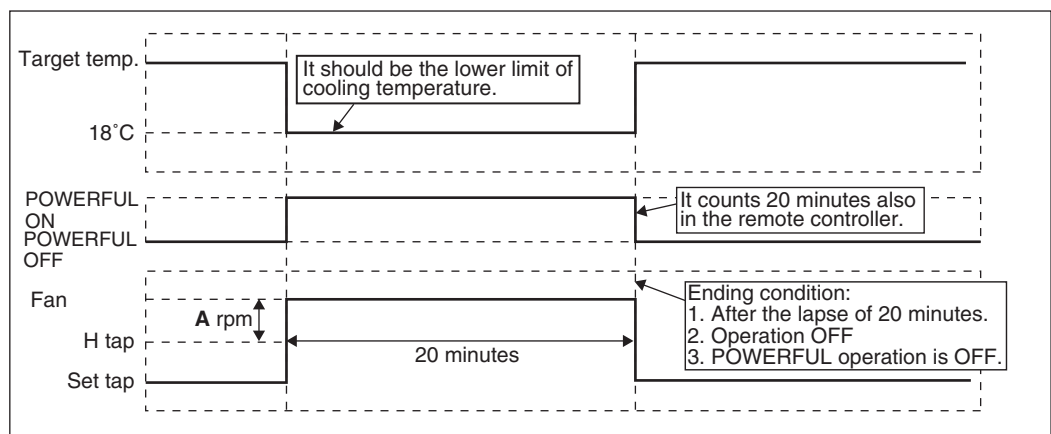 Target temp.
It should be the lower limit of
cooling temperature.
18˚C
POWERFUL
ON
POWERFUL
OFF
It counts 20 minutes also
in the remote controller.
Fan
A rpm
H tap
20 minutes
Set tap
Ending condition:
1. After the lapse of 20 minutes.
2. Operation OFF
3. POWERFUL operation is OFF.